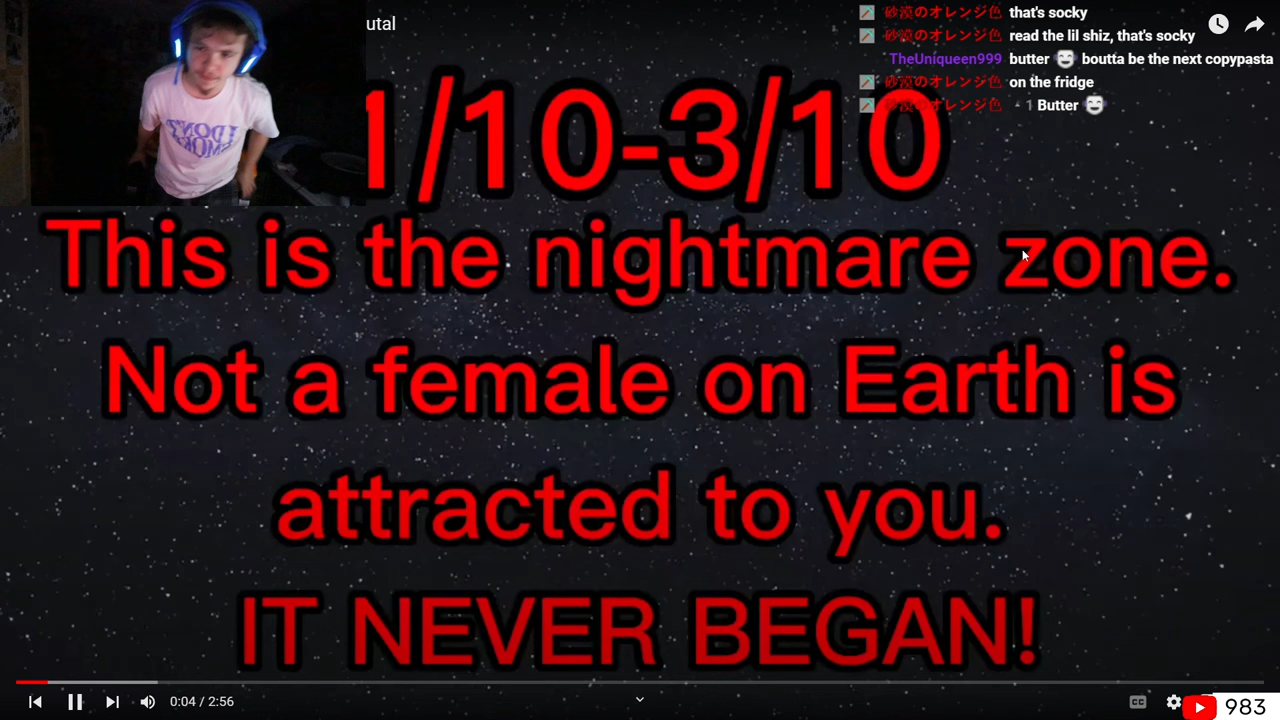 utal
砂漠のオレンジ色 that's socky
砂漠のオレンジ色 read the lil shiz, that's socky
TheUniqueen999 butter boutta be the next copypasta
砂漠のオレンジ色 on the fridge
砂漠のオレンジ色 - 1 Butter
I DON'T
1/10-3/10
This is the nightmare zone.
Not a female on Earth is
attracted to you.
IT NEVER BEGAN!
0:04 / 2:56
CC
983